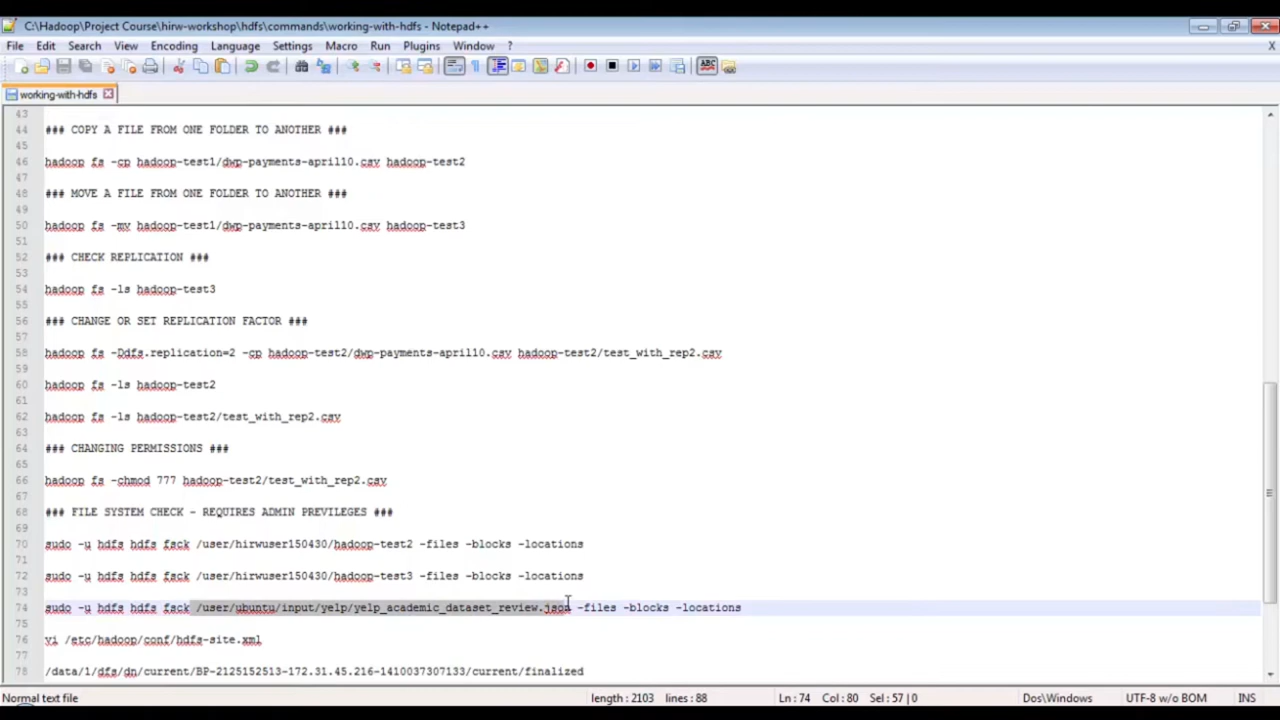 C:\Hadoop\Project Course\hirw-workshop\hdfs\commands\working-with-hdfs - Notepad++
File Edit Search View Encoding Language Settings Macro Run Plugins Window ? X
working-with-hdfs
43
44 ### COPY A FILE FROM ONE FOLDER TO ANOTHER ###
45
46 hadoop fs -cp hadoop-test1/dwp-payments-april10.csv hadoop-test2
47
48 ### MOVE A FILE FROM ONE FOLDER TO ANOTHER ###
49
50 hadoop fs -mv hadoop-test1/dwp-payments-april10.csv hadoop-test3
51
52 ### CHECK REPLICATION ###
53
54 hadoop fs -ls hadoop-test3
55
56 ### CHANGE OR SET REPLICATION FACTOR ###
57
58 hadoop fs -Ddfs.replication=2 -cp hadoop-test2/dwp-payments-april10.csv hadoop-test2/test_with_rep2.csv
59
60 hadoop fs -ls hadoop-test2
61
62 hadoop fs -ls hadoop-test2/test_with_rep2.csv
63
64 ### CHANGING PERMISSIONS ###
65
66 hadoop fs -chmod 777 hadoop-test2/test_with_rep2.csv
67
68 ### FILE SYSTEM CHECK - REQUIRES ADMIN PREVILEGES ###
69
70 sudo -u hdfs hdfs fsck /user/hirwuser150430/hadoop-test2 -files -blocks -locations
71
72 sudo -u hdfs hdfs fsck /user/hirwuser150430/hadoop-test3 -files -blocks -locations
73
74 sudo -u hdfs hdfs fsck /user/ubuntu/input/yelp/yelp_academic_dataset_review.json -files -blocks -locations
75
76 vi /etc/hadoop/conf/hdfs-site.xml
77
78 /data/1/dfs/dn/current/BP-2125152513-172.31.45.216-1410037307133/current/finalized
Normal text file length : 2103 lines : 88 Ln : 74 Col : 80 Sel : 57 | 0 Dos\Windows UTF-8 w/o BOM INS